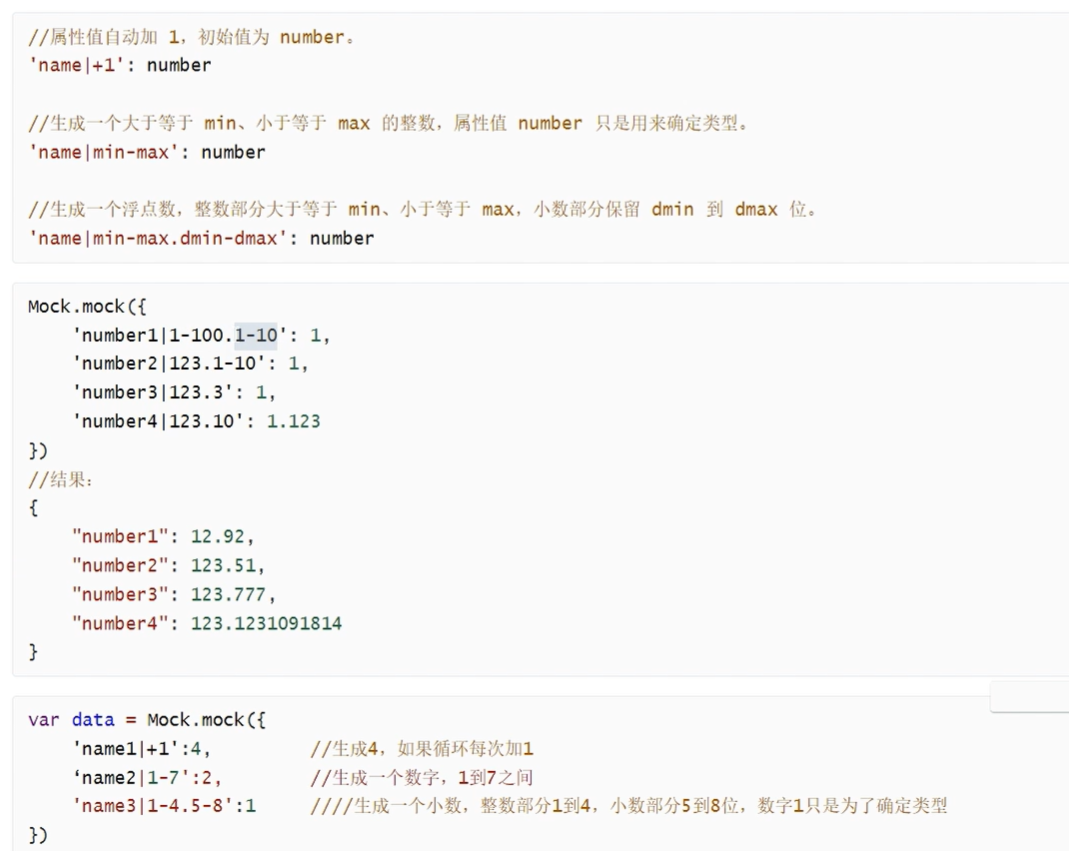 //属性值自动加 1，初始值为 number。
'name|+1': number
//生成一个大于等于 min、小于等于 max 的整数，属性值 number 只是用来确定类型。
'name|min-max': number
//生成一个浮点数，整数部分大于等于 min、小于等于 max，小数部分保留 dmin 到 dmax 位。
'name|min-max.dmin-dmax': number
Mock.mock({
'number1|1-100.1-10': 1,
'number2|123.1-10': 1,
'number3|123.3': 1,
'number4|123.10': 1.123
})
//结果：
{
"number1": 12.92,
"number2": 123.51,
"number3": 123.777,
"number4": 123.1231091814
}
var data = Mock.mock({
'name1|+1':4, //生成4，如果循环每次加1
‘name2|1-7':2, //生成一个数字，1到7之间
'name3|1-4.5-8':1 ////生成一个小数，整数部分1到4，小数部分5到8位，数字1只是为了确定类型
})